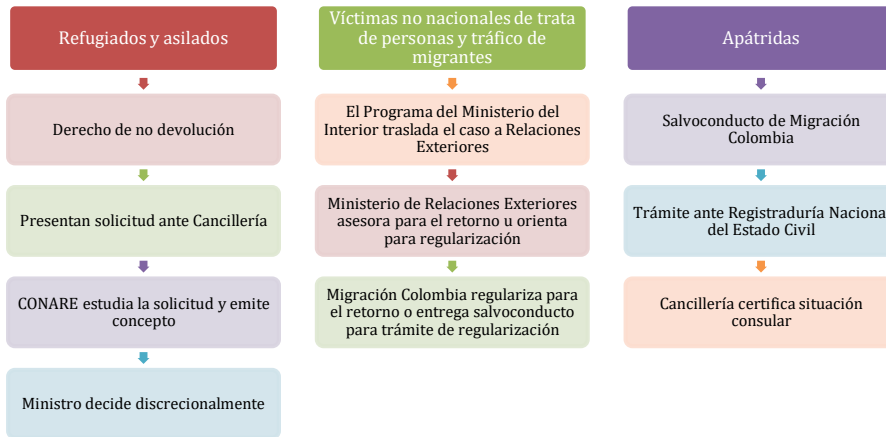 Refugiados y asilados
Derecho de no devolución
Presentan solicitud ante Cancillería
CONARE estudia la solicitud y emite
concepto
Ministro decide discrecionalmente
Víctimas no nacionales de trata
de personas y tráfico de
migrantes
El Programa del Ministerio del
Interior traslada el caso a Relaciones
Exteriores
Ministerio de Relaciones Exteriores
asesora para el retorno u orienta
para regularización
Migración Colombia regulariza para
el retorno o entrega salvoconducto
para trámite de regularización
Apátridas
Salvoconducto de Migración
Colombia
Trámite ante Registraduría Naciona
del Estado Civil
Cancillería certifica situación
consular